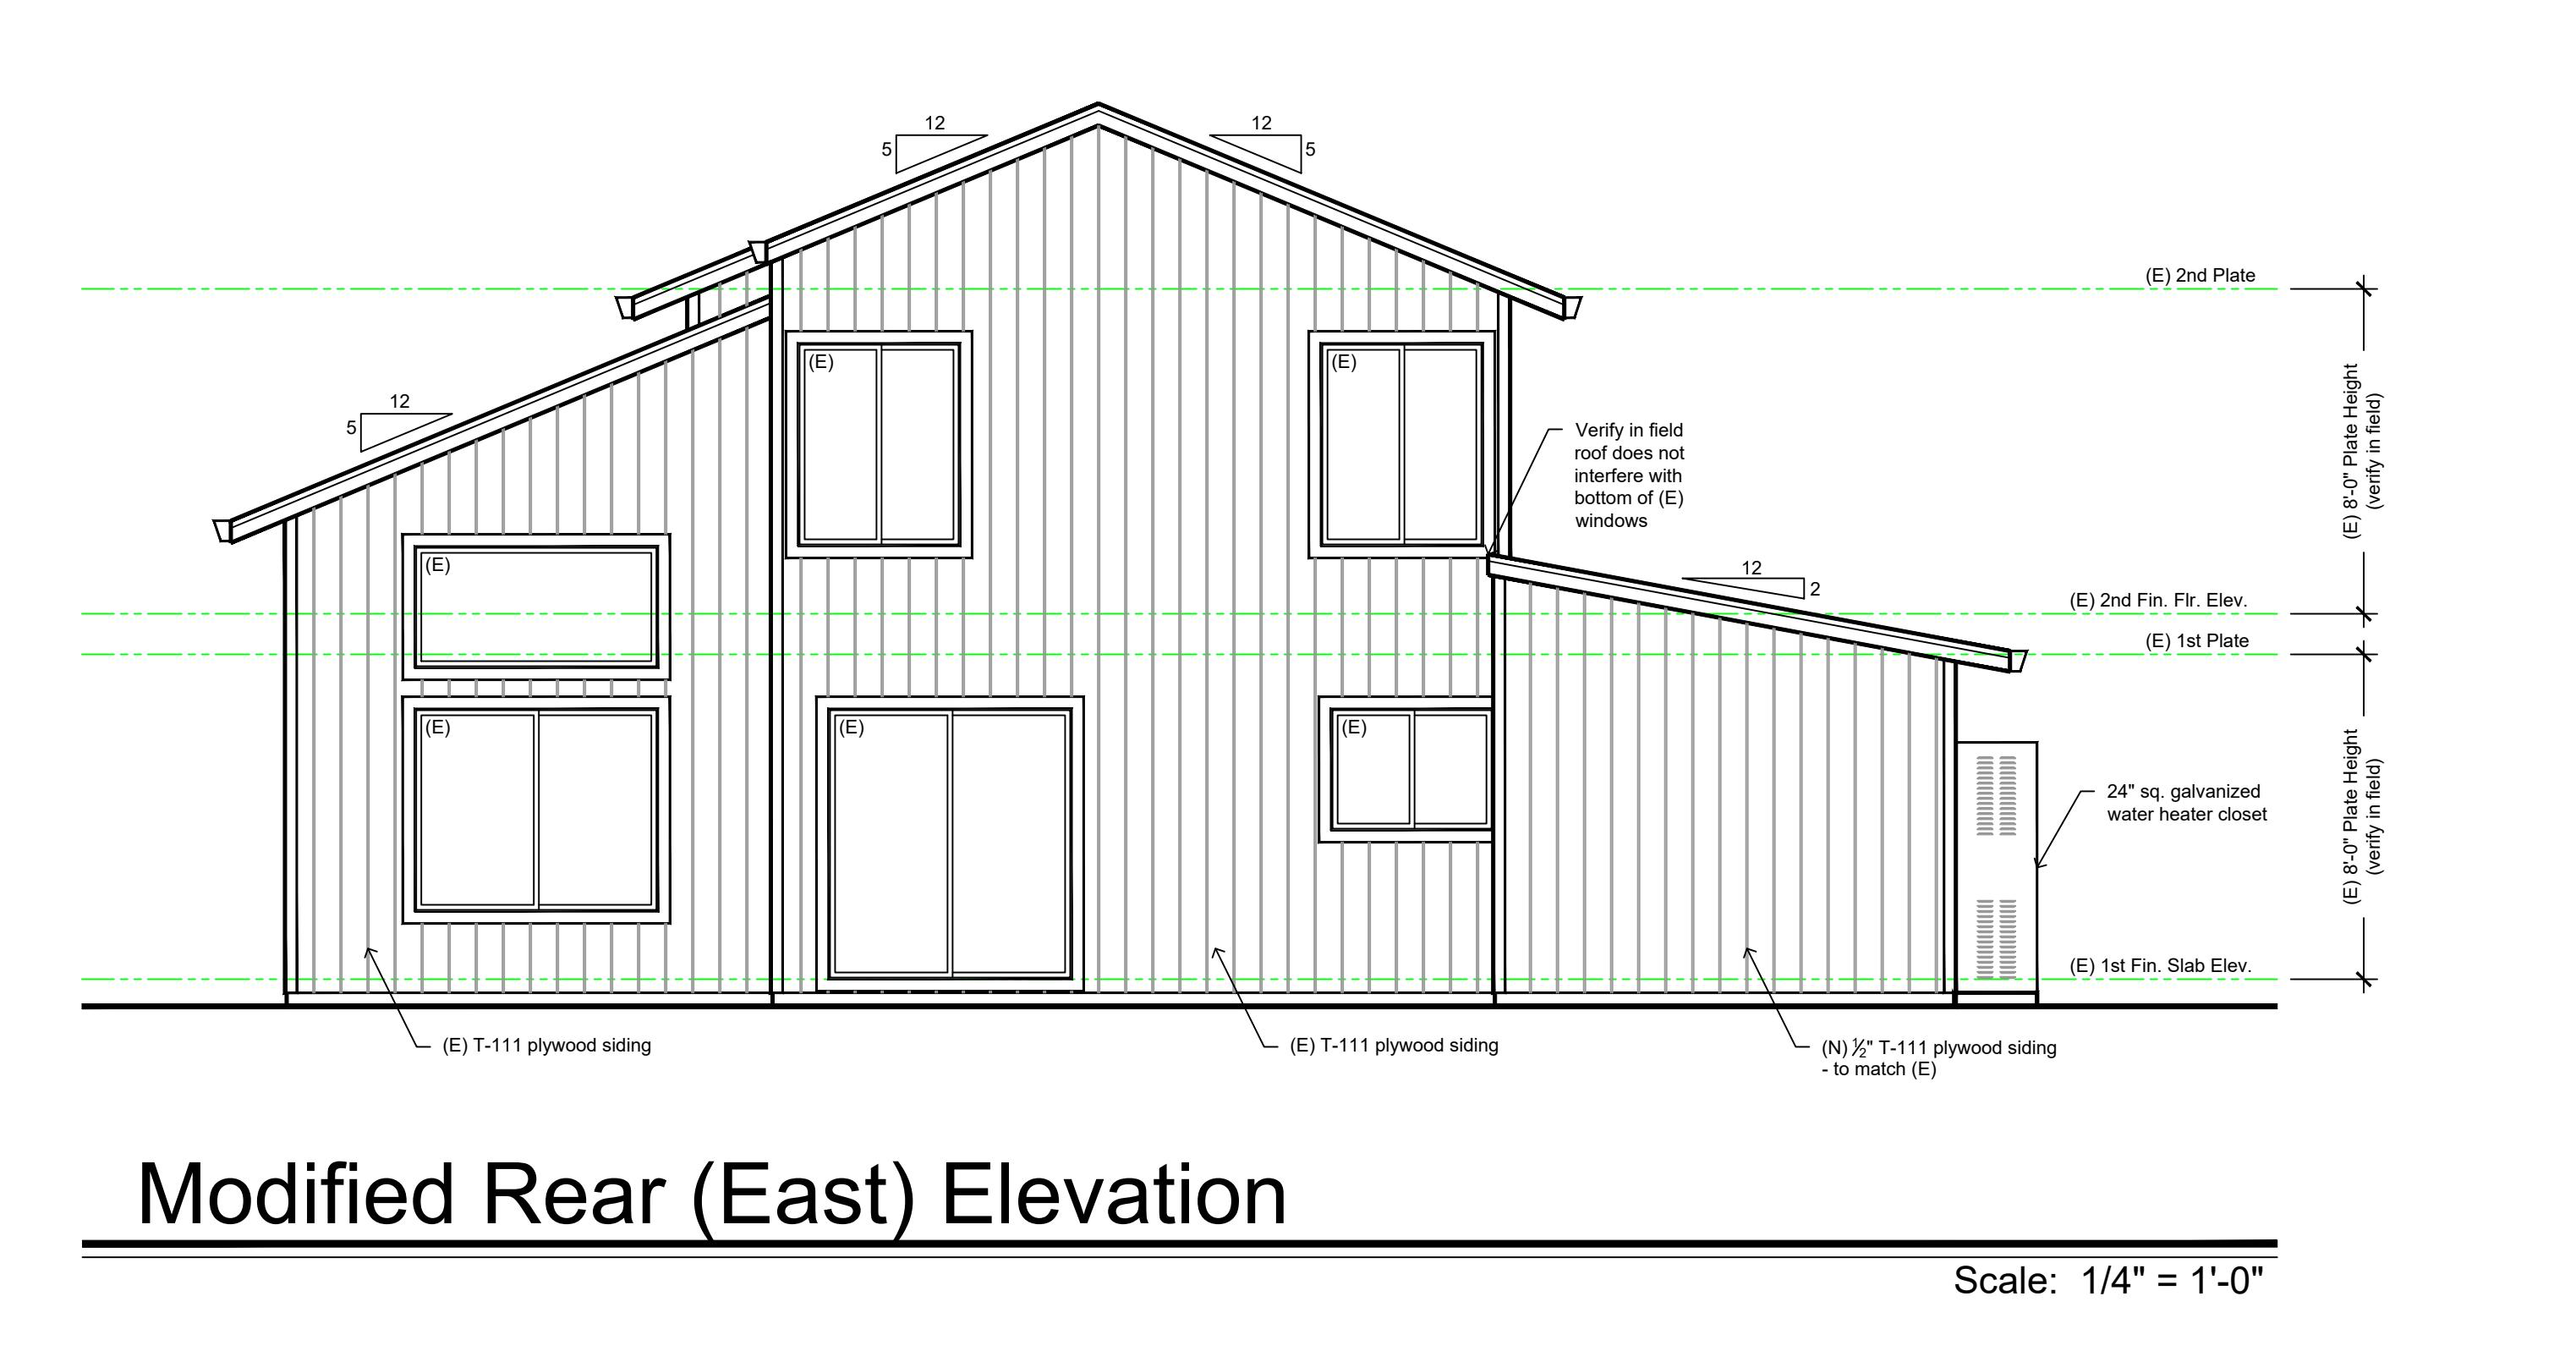 12
5
12
5
(E) 2nd Plate
(E)
(E)
(E) 8'-0" Plate Height
(verify in field)
12
5
Verify in field
roof does not
interfere with
bottom of (E)
windows
(E)
12
2
(E) 2nd Fin. Flr. Elev.
(E) 1st Plate
(E)
(E)
(E)
(E) 8'-0" Plate Height
(verify in field)
24" sq. galvanized
water heater closet
(E) 1st Fin. Slab Elev.
(E) T-111 plywood siding
(E) T-111 plywood siding
(N) ½" T-111 plywood siding
- to match (E)
Modified Rear (East) Elevation
Scale: 1/4" = 1'-0"